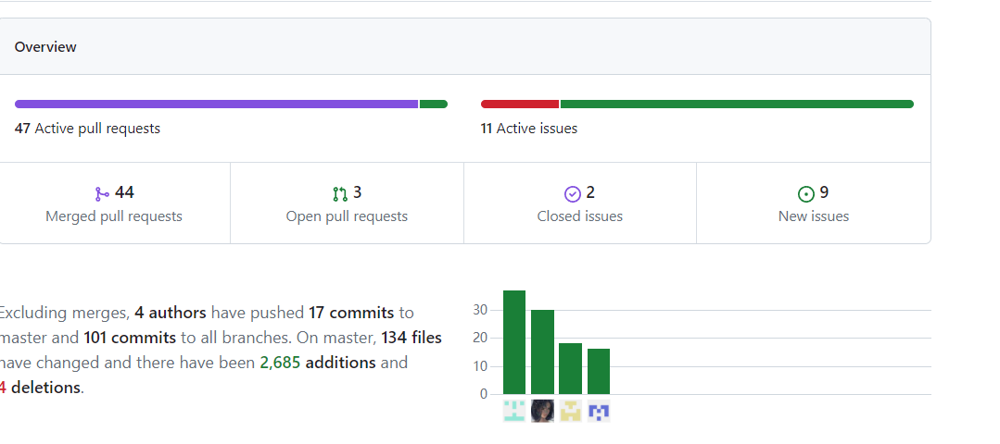 Overview
47 Active pull requests
11 Active issues
44
Merged pull requests
3
Open pull requests
2
Closed issues
9
New issues
Excluding merges, 4 authors have pushed 17 commits to
master and 101 commits to all branches. On master, 134 files
have changed and there have been 2,685 additions and
4 deletions.
30
20
10
0